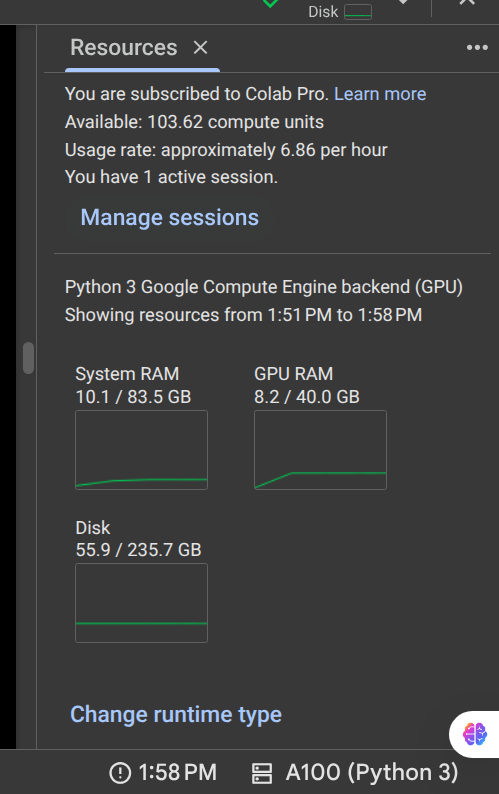 Disk
Resources
You are subscribed to Colab Pro. Learn more
Available: 103.62 compute units
Usage rate: approximately 6.86 per hour
You have 1 active session.
Manage sessions
Python 3 Google Compute Engine backend (GPU)
Showing resources from 1:51 PM to 1:58 PM
System RAM
10.1 / 83.5 GB
GPU RAM
8.2 / 40.0 GB
Disk
55.9 / 235.7 GB
Change runtime type
1:58 PM A100 (Python 3)